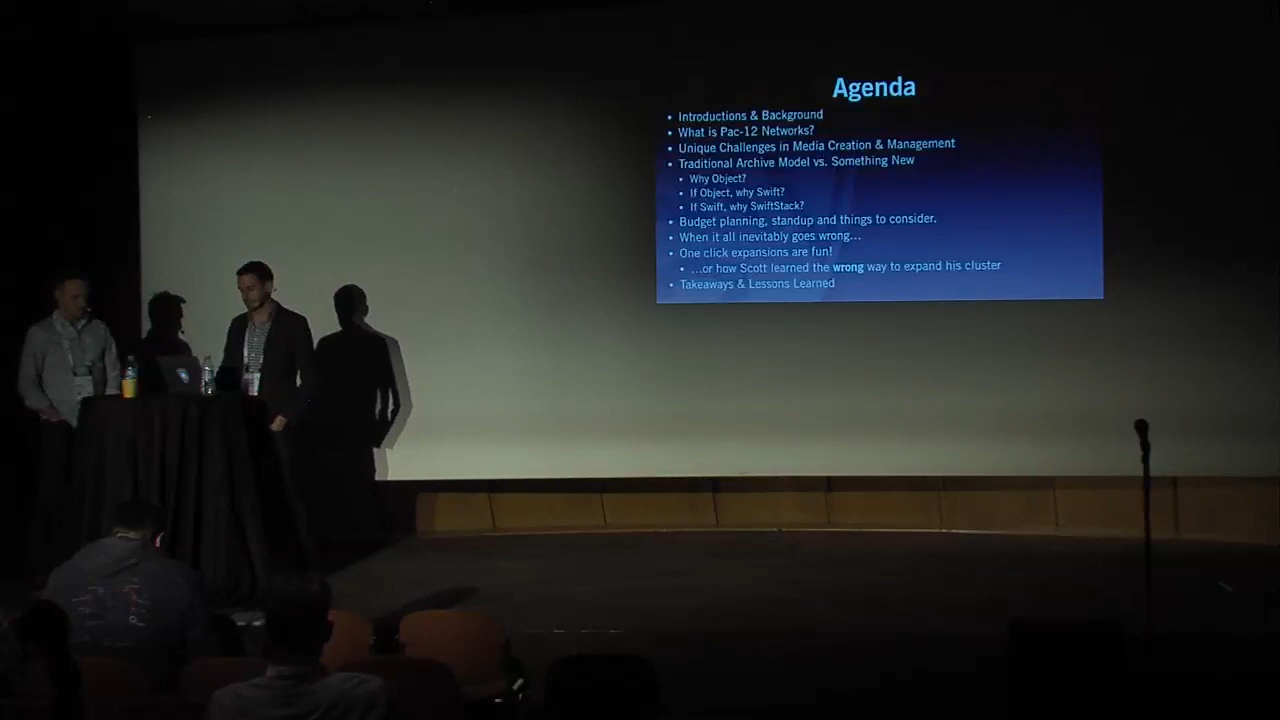 Agenda
• Introductions & Background
• What is Pac-12 Networks?
• Unique Challenges in Media Creation & Management
• Traditional Archive Model vs. Something New
• Why Object?
• If Object, why Swift?
• If Swift, why SwiftStack?
• Budget planning, standup and things to consider.
• When it all inevitably goes wrong…
• One click expansions are fun!
• …or how Scott learned the wrong way to expand his cluster
• Takeaways & Lessons Learned